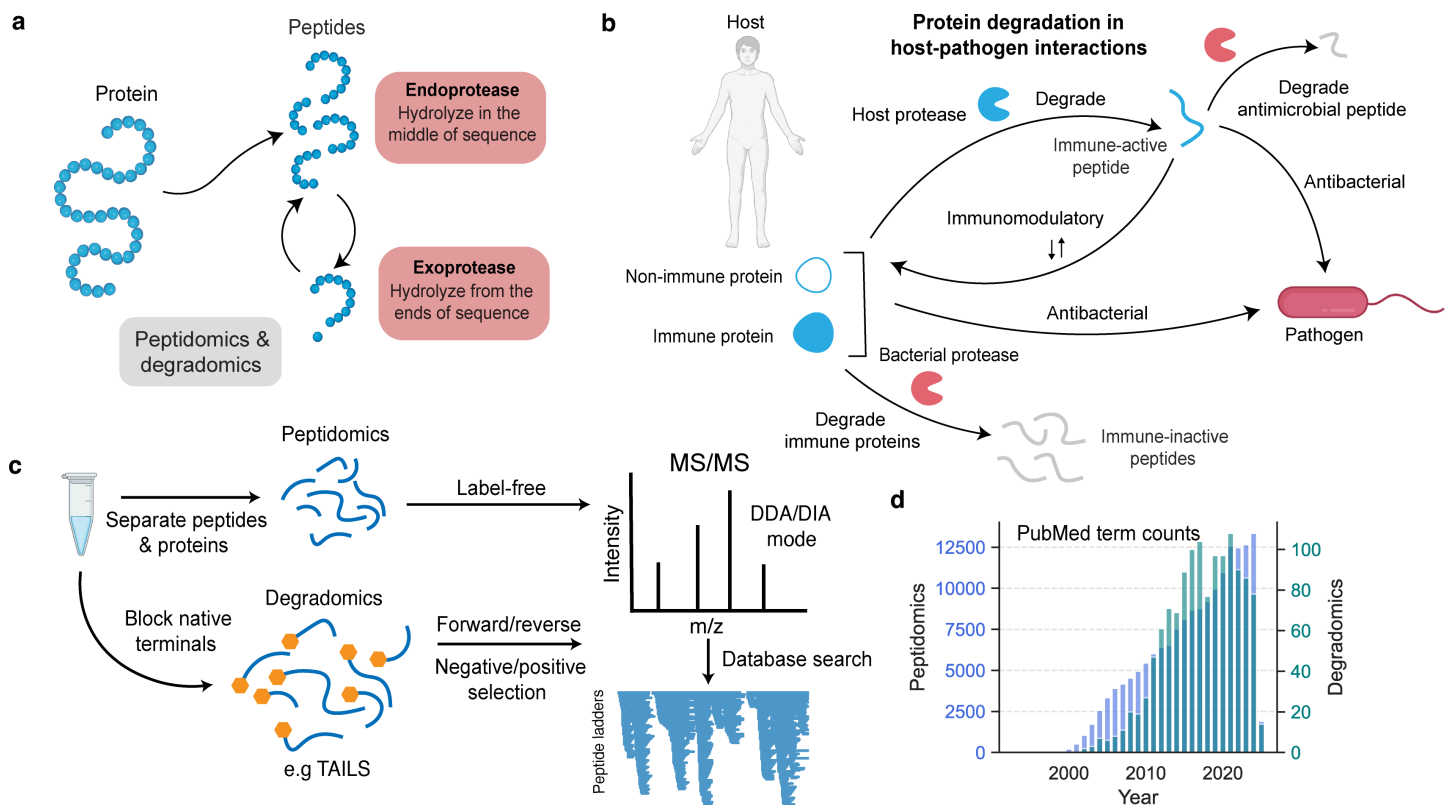 a
Peptides
Protein
Endoprotease
Hydrolyze in the
middle of sequence
Exoprotease
Hydrolyze from the
ends of sequence
Peptidomics &
degradomics
b
Host
Protein degradation in
host-pathogen interactions
Host protease
Degrade
Degrade
antimicrobial peptide
Immune-active
peptide
Antibacterial
Immunomodulatory
Non-immune protein
Immune protein
Antibacterial
Pathogen
Bacterial protease
Degrade
immune proteins
Immune-inactive
peptides
c
Peptidomics
Separate peptides
& proteins
Label-free
MS/MS
Intensity
DDA/DIA
mode
m/z
Block native
terminals
Degradomics
Forward/reverse
Negative/positive
selection
e.g TAILS
Database search
Peptide ladders
d
PubMed term counts
Peptidomics
12500
10000
7500
5000
2500
0
Degradomics
100
80
60
40
20
0
2000
2010
2020
Year